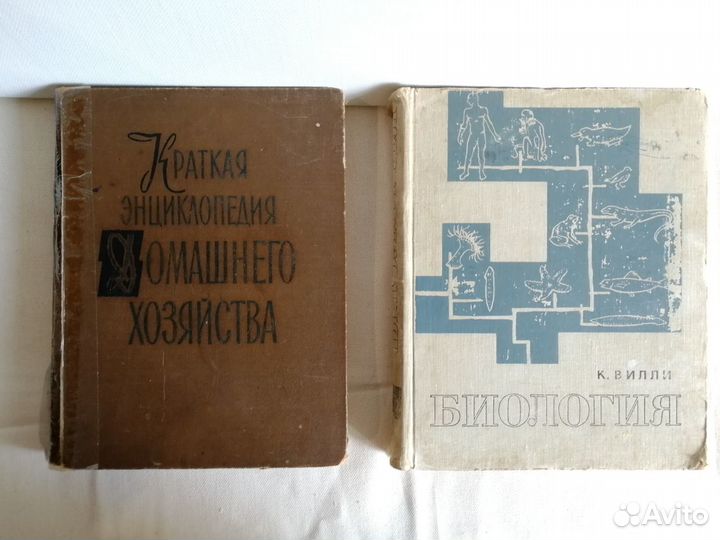 Краткая
энциклопедия
Домашнего
хозяйства
К. ВИЛЛИ
БИОЛОГИЯ
Avito